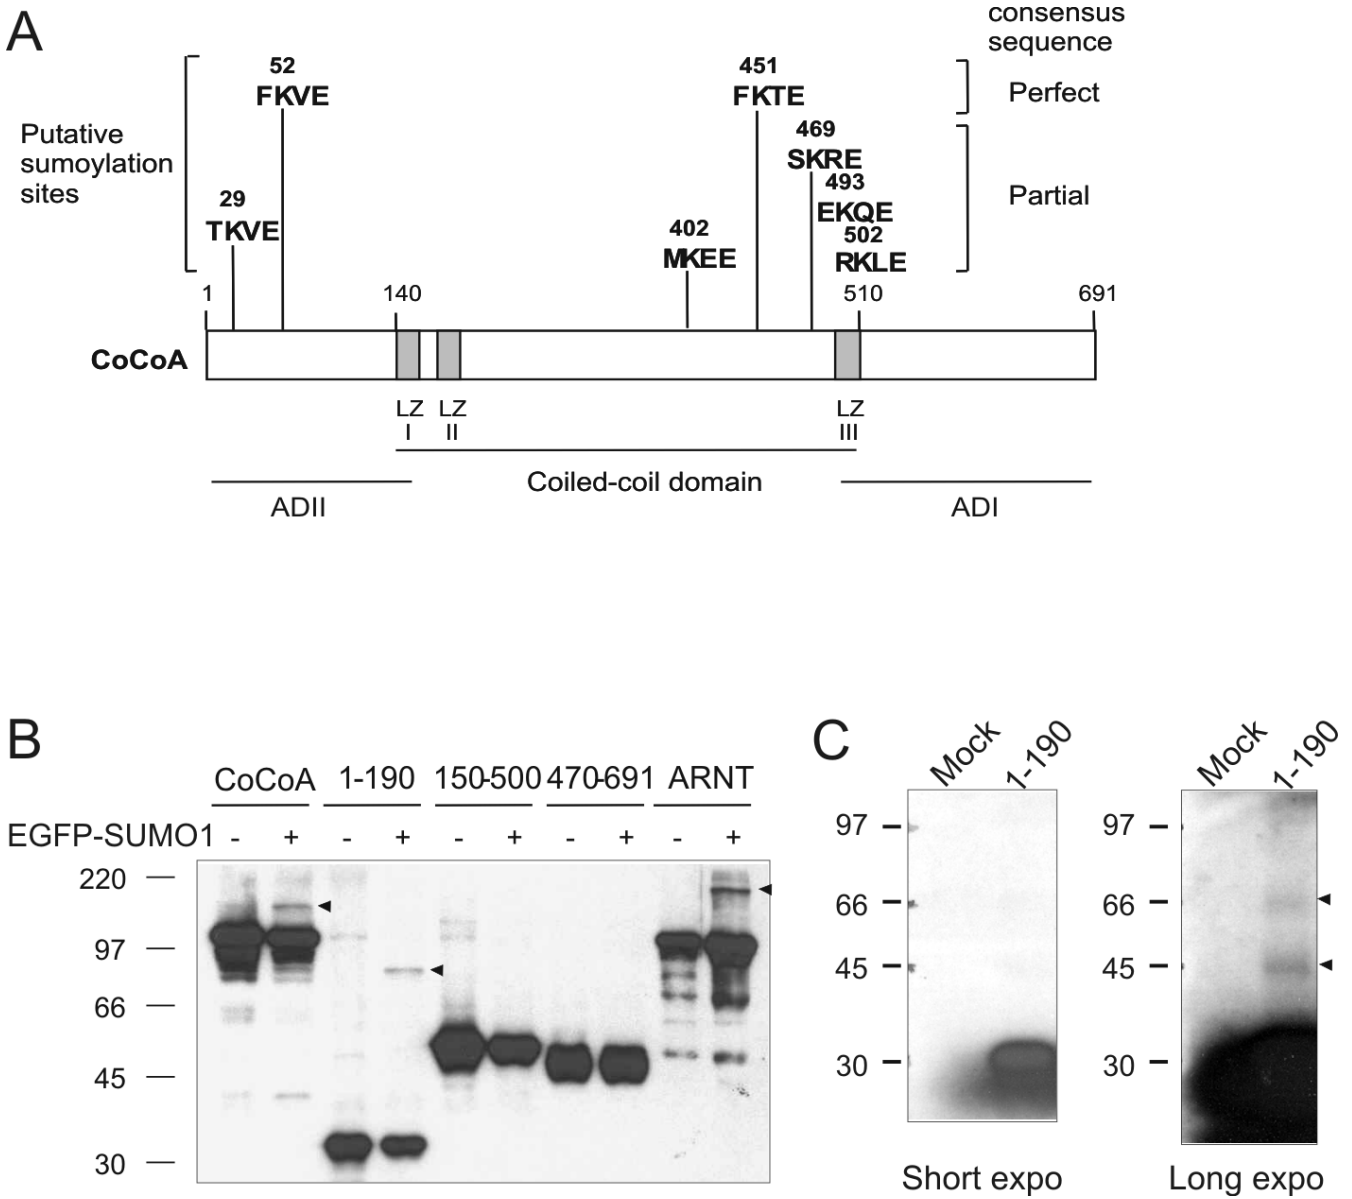 A
consensus
sequence
52
FKVE
451
FKTE
Perfect
Putative
sumoylation
sites
469
SKRE
493
Partial
29
TKVE
EKQE
402
502
MKEE
RKLE
1
140
510
691
CoCoA
LZ
I
LZ
II
LZ
III
Coiled-coil domain
ADII
ADI
B
CoCoA 1-190 150-500 470-691 ARNT
EGFP-SUMO1 - + - + - + - + - +
220
97
66
45
30
C
Mock 1-190
97
66
45
30
Short expo
Mock 1-190
97
66
45
30
Long expo